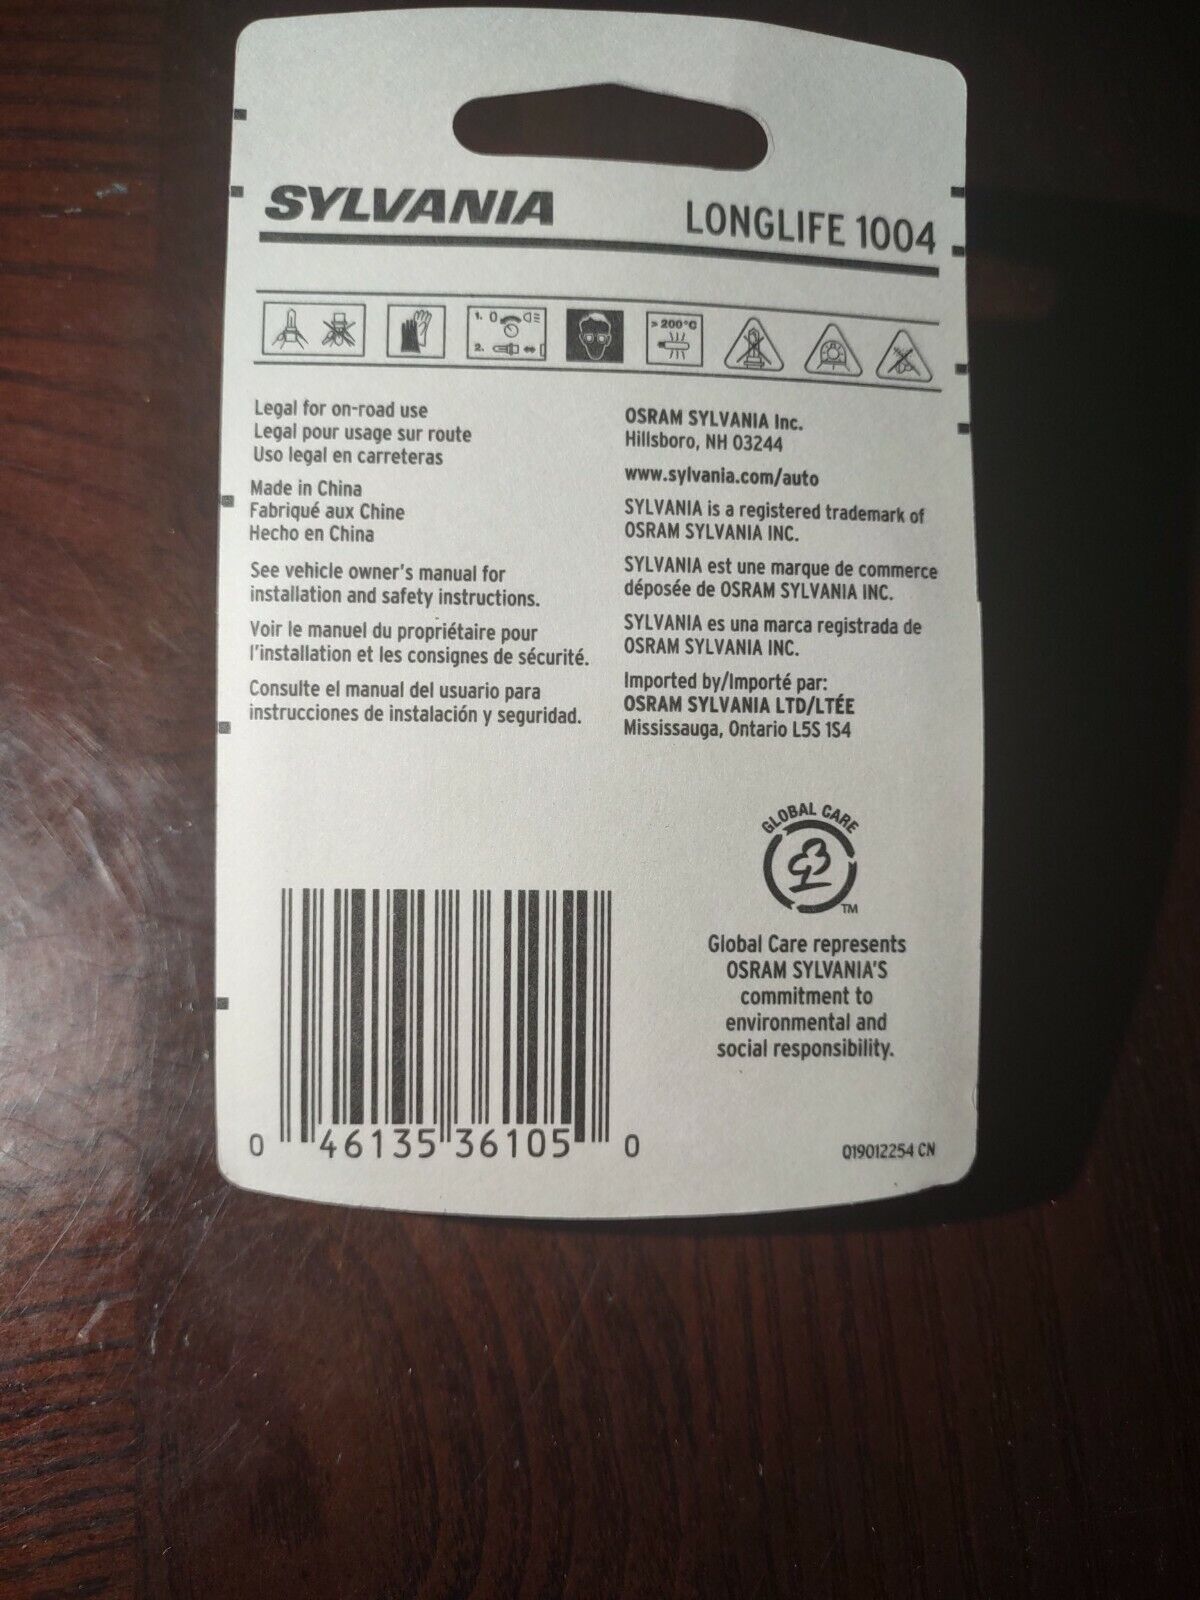 SYLVANIA
LONGLIFE 1004
1. 0
2.
>200°C
Legal for on-road use
Legal pour usage sur route
Uso legal en carreteras
Made in China
Fabriqué aux Chine
Hecho en China
See vehicle owner's manual for
installation and safety instructions.
Voir le manuel du propriétaire pour
l'installation et les consignes de sécurité.
Consulte el manual del usuario para
instrucciones de instalación y seguridad.
OSRAM SYLVANIA Inc.
Hillsboro, NH 03244
www.sylvania.com/auto
SYLVANIA is a registered trademark of
OSRAM SYLVANIA INC.
SYLVANIA est une marque de commerce
déposée de OSRAM SYLVANIA INC.
SYLVANIA es una marca registrada de
OSRAM SYLVANIA INC.
Imported by/Importé par:
OSRAM SYLVANIA LTD/LTÉE
Mississauga, Ontario L5S 1S4
GLOBAL CARE
TM
Global Care represents
OSRAM SYLVANIA'S
commitment to
environmental and
social responsibility.
0 46135 36105 0
Q19012254 CN